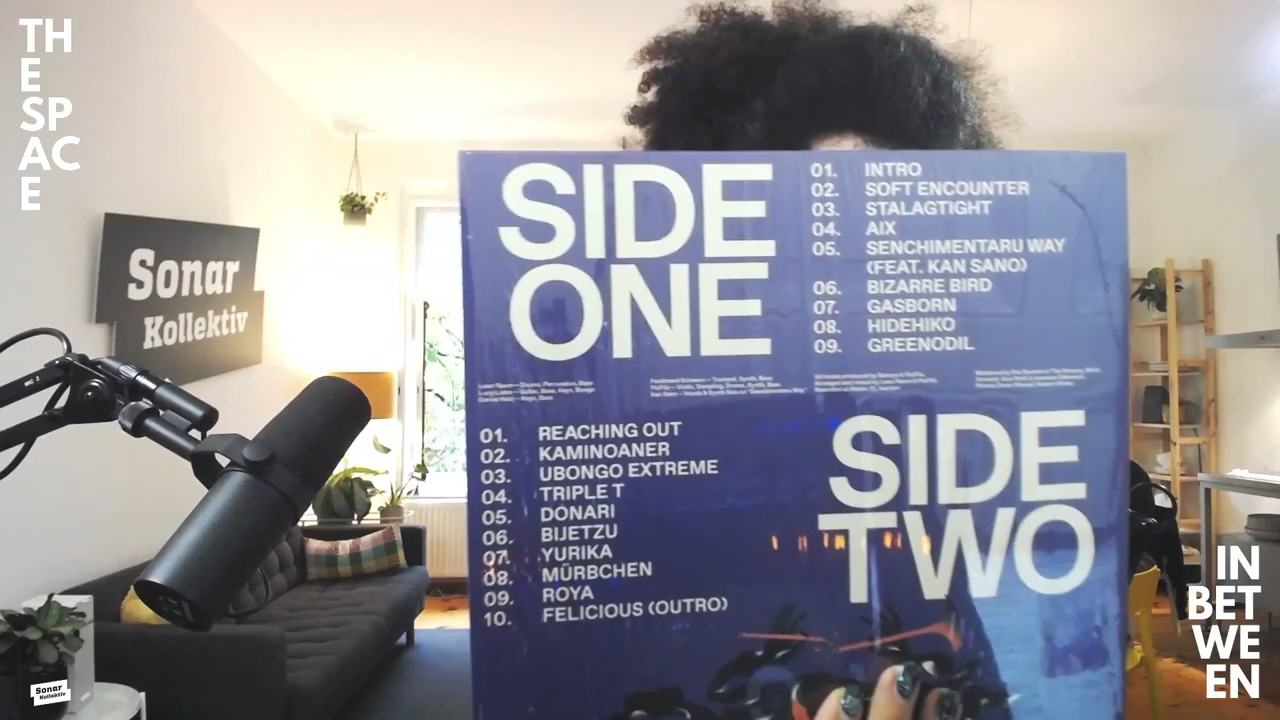 TH
E
SP
AC
E
Sonar
Kollektiv
SIDE
ONE
01. INTRO
02. SOFT ENCOUNTER
03. STALAGTIGHT
04. AIX
05. SENCHIMENTARU WAY
(FEAT. KAN SANO)
06. BIZARRE BIRD
07. GASBORN
08. HIDEHIKO
09. GREENODIL
01. REACHING OUT
02. KAMINOANER
03. UBONGO EXTREME
04. TRIPLE T
05. DONARI
06. BIJETZU
07. YURIKA
08. MÜRBCHEN
09. ROYA
10. FELICIOUS (OUTRO)
SIDE
TWO
IN
BET
WE
EN
Sonar
Kollektiv